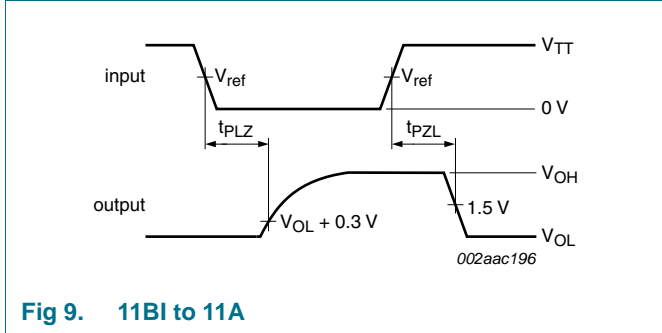 V_TT
input
V_ref
V_ref
0 V
t_PLZ
t_PZL
V_OH
output
1.5 V
V_OL + 0.3 V
V_OL
002aac196
Fig 9. 11BI to 11A